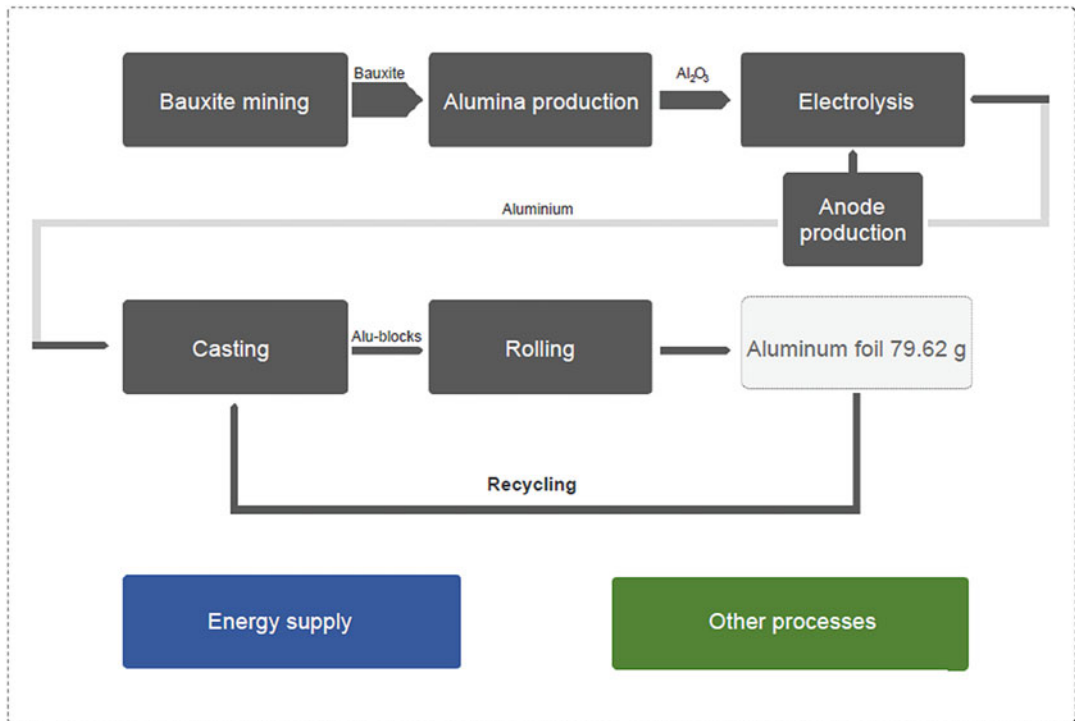 Bauxite mining
Bauxite
Alumina production
Al₂O₃
Electrolysis
Anode
production
Aluminium
Casting
Alu-blocks
Rolling
Aluminum foil 79.62 g
Recycling
Energy supply
Other processes